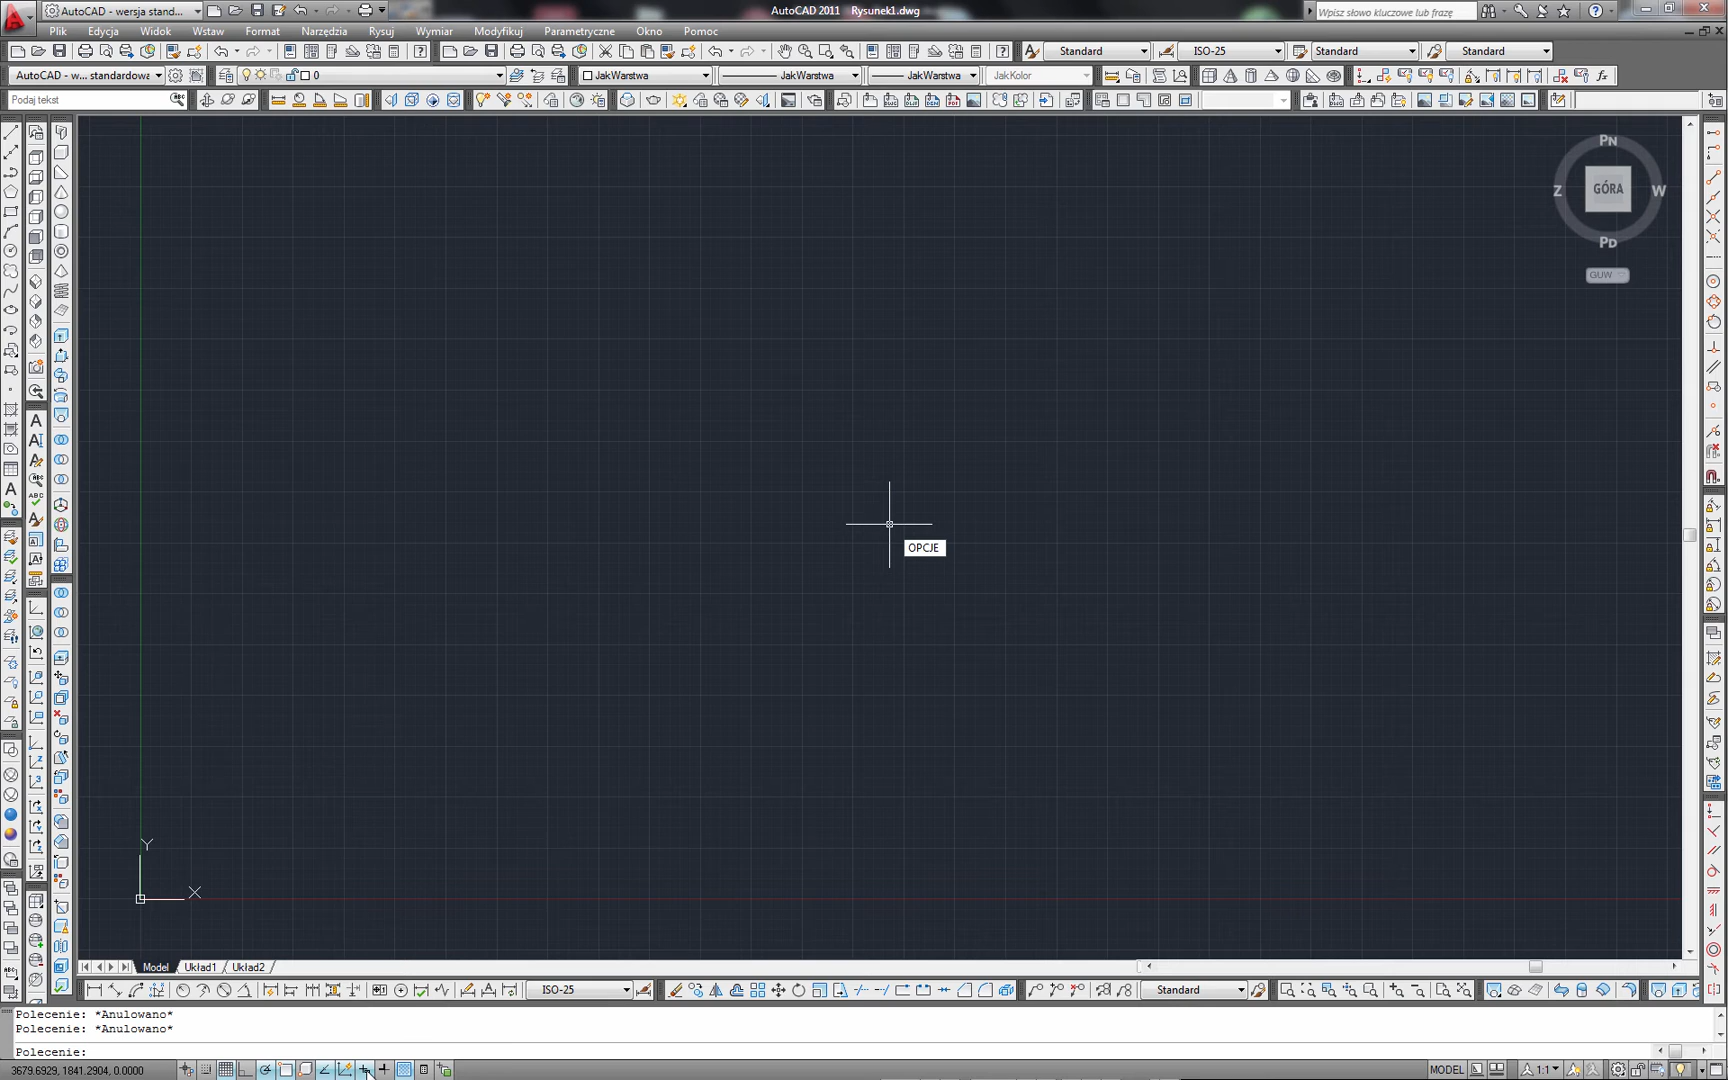 AutoCAD - wersja stand...
AutoCAD 2011 Rysunek1.dwg
Wpisz słowo kluczowe lub frazę
Plik Edycja Widok Wstaw Format Narzędzia Rysuj Wymiar Modyfikuj Parametryczne Okno Pomoc
Standard ISO-25 Standard Standard
AutoCAD - w... standardowa 0 JakWarstwa JakWarstwa JakWarstwa JakKolor
Podaj tekst
PN
Z GÓRA W
PD
GUW
OPCJE
Y
X
Model Układ1 Układ2
ISO-25 Standard
Polecenie: *Anulowano*
Polecenie: *Anulowano*
Polecenie:
3679.6929, 1841.2904, 0.0000 MODEL 1:1